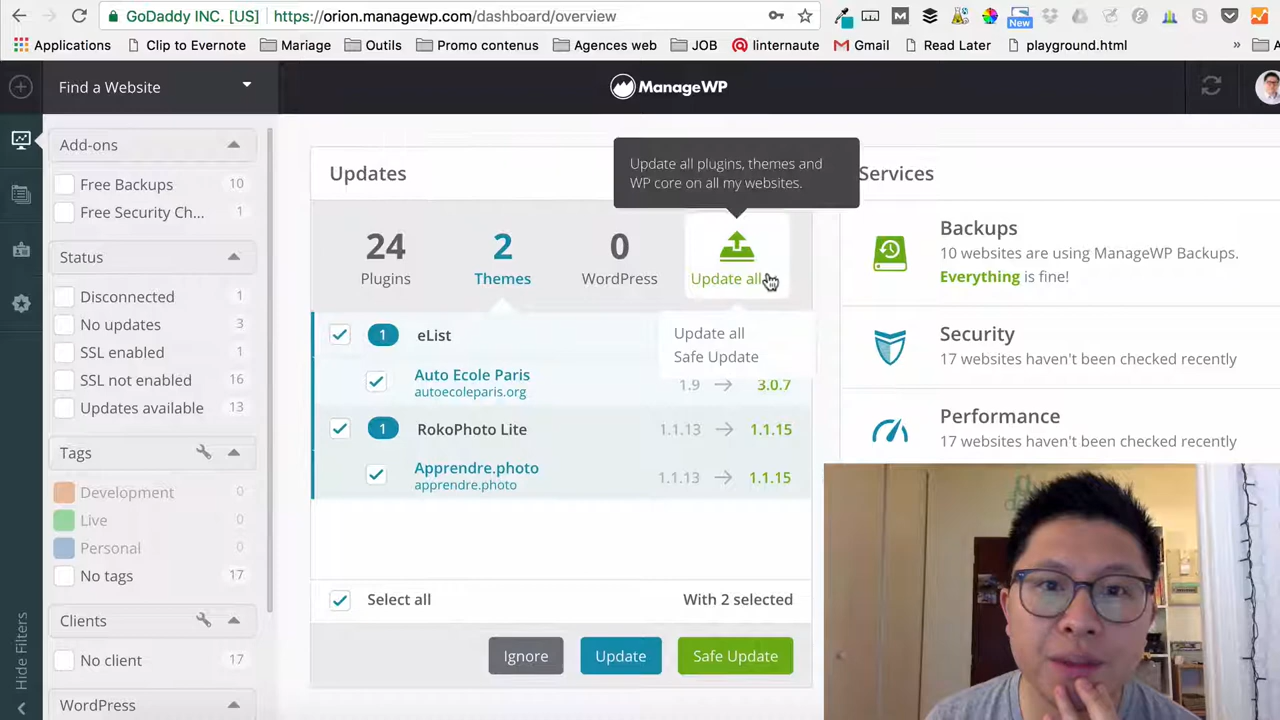 GoDaddy INC. [US]
https://orion.managewp.com/dashboard/overview
New
Applications
Clip to Evernote
Mariage
Outils
Promo contenus
Agences web
JOB
linternaute
Gmail
Read Later
playground.html
»
Find a Website
ManageWP
Add-ons
Free Backups 10
Free Security Ch... 1
Status
Disconnected 1
No updates 3
SSL enabled 1
SSL not enabled 16
Updates available 13
Tags
Development 0
Live 0
Personal 0
No tags 17
Clients
No client 17
WordPress
Hide Filters
Updates
Update all plugins, themes and
WP core on all my websites.
24
Plugins
2
Themes
0
WordPress
Update all
Update all
Safe Update
1 eList
Auto Ecole Paris
autoecoleparis.org
1.9 → 3.0.7
1 RokoPhoto Lite 1.1.13 → 1.1.15
Apprendre.photo
apprendre.photo
1.1.13 → 1.1.15
Select all
With 2 selected
Ignore
Update
Safe Update
Services
Backups
10 websites are using ManageWP Backups.
Everything is fine!
Security
17 websites haven't been checked recently
Performance
17 websites haven't been checked recently